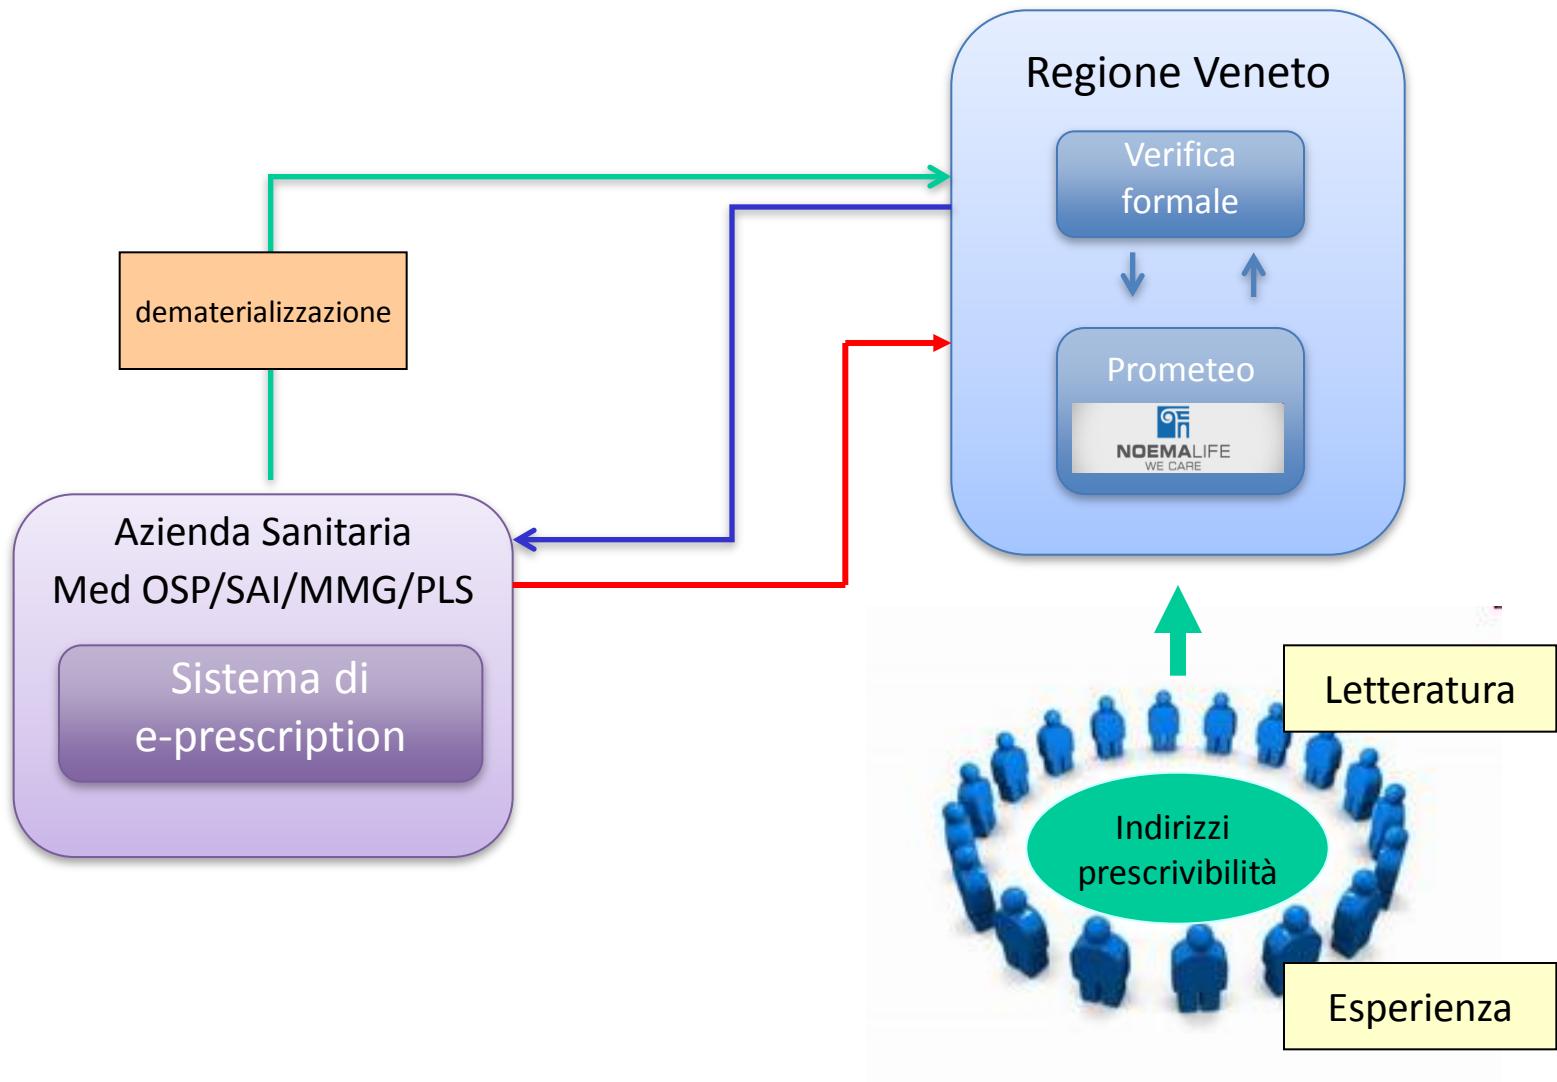 Regione Veneto
Verifica
formale
dematerializzazione
Prometeo
NOEMALIFE
WE CARE
Azienda Sanitaria
Med OSP/SAI/MMG/PLS
Sistema di
e-prescription
Letteratura
Indirizzi
prescrivibilità
Esperienza